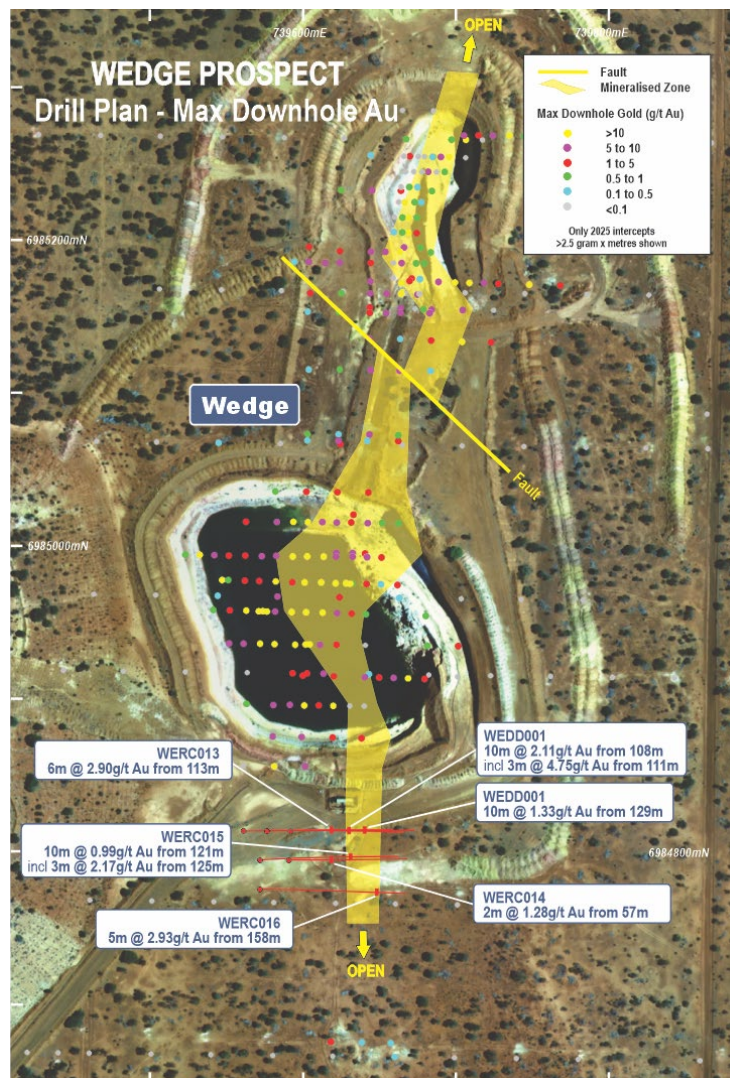 739600mE
739800mE
OPEN
WEDGE PROSPECT
Drill Plan - Max Downhole Au
Fault
Mineralised Zone
Max Downhole Gold (g/t Au)
>10
5 to 10
1 to 5
0.5 to 1
0.1 to 0.5
<0.1
Only 2025 intercepts
>2.5 gram x metres shown
6985200mN
Wedge
Fault
6985000mN
WERC013
6m @ 2.90g/t Au from 113m
WEDD001
10m @ 2.11g/t Au from 108m
incl 3m @ 4.75g/t Au from 111m
WEDD001
10m @ 1.33g/t Au from 129m
WERC015
10m @ 0.99g/t Au from 121m
incl 3m @ 2.17g/t Au from 125m
6984800mN
WERC014
2m @ 1.28g/t Au from 57m
WERC016
5m @ 2.93g/t Au from 158m
OPEN